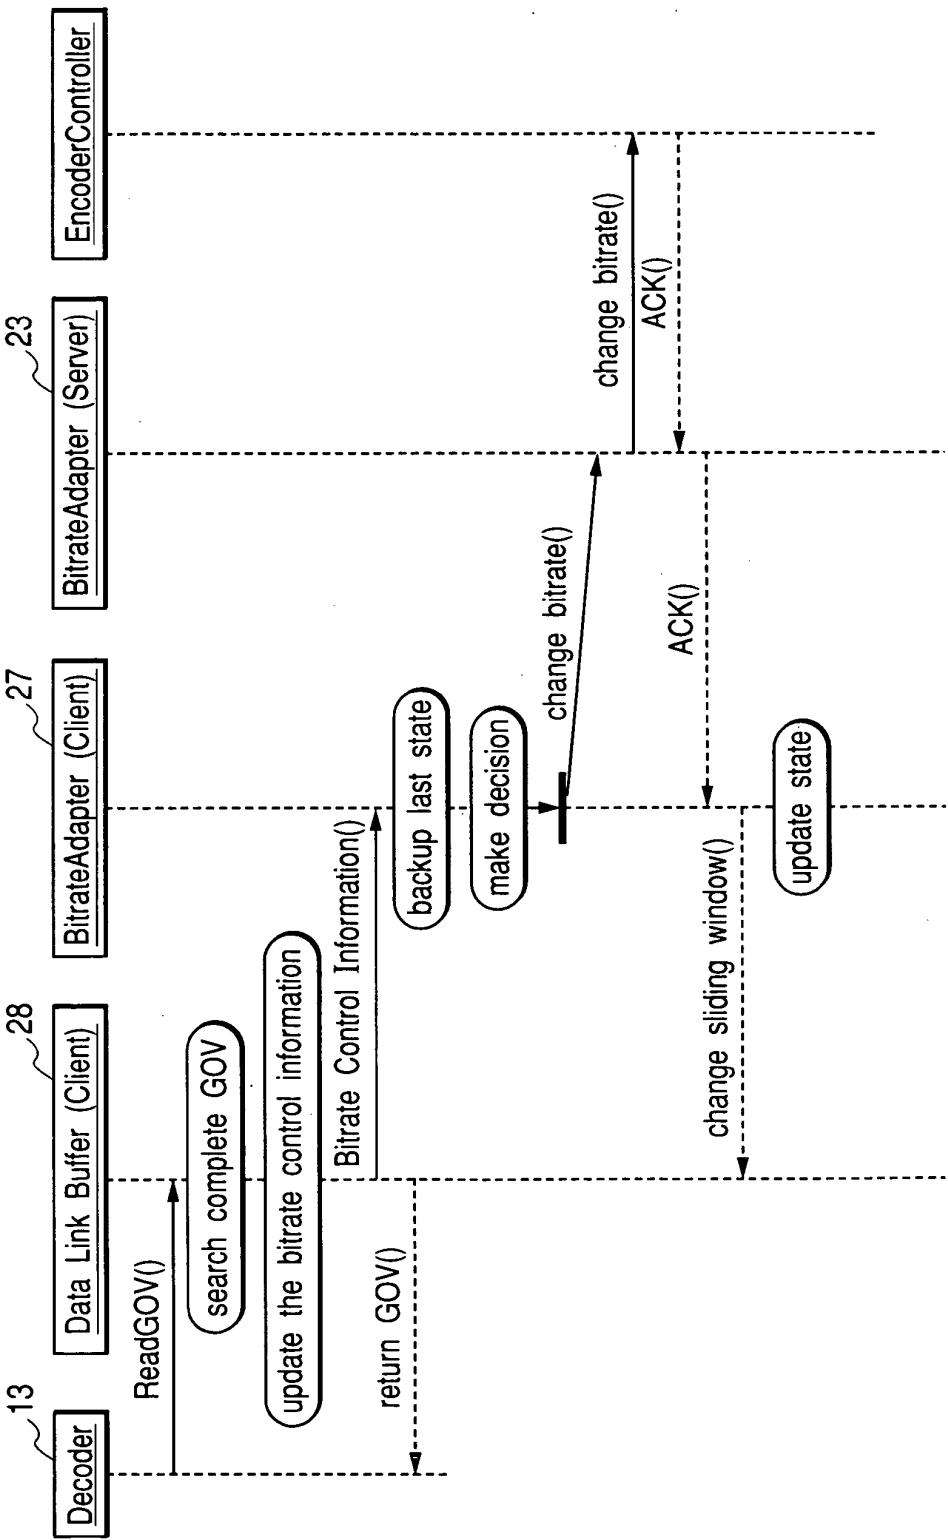 13
Decoder
28
Data Link Buffer (Client)
27
BitrateAdapter (Client)
23
BitrateAdapter (Server)
EncoderController
ReadGOV()
search complete GOV
update the bitrate control information
Bitrate Control Information()
return GOV()
backup last state
make decision
change bitrate()
change bitrate()
ACK()
ACK()
change sliding window()
update state